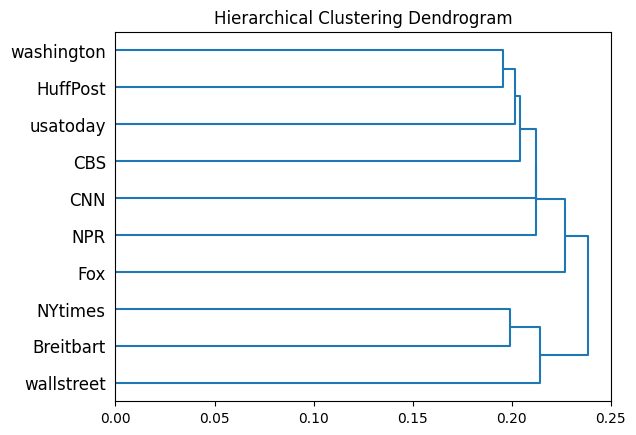 Hierarchical Clustering Dendrogram
washington
HuffPost
usatoday
CBS
CNN
NPR
Fox
NYtimes
Breitbart
wallstreet
0.00 0.05 0.10 0.15 0.20 0.25